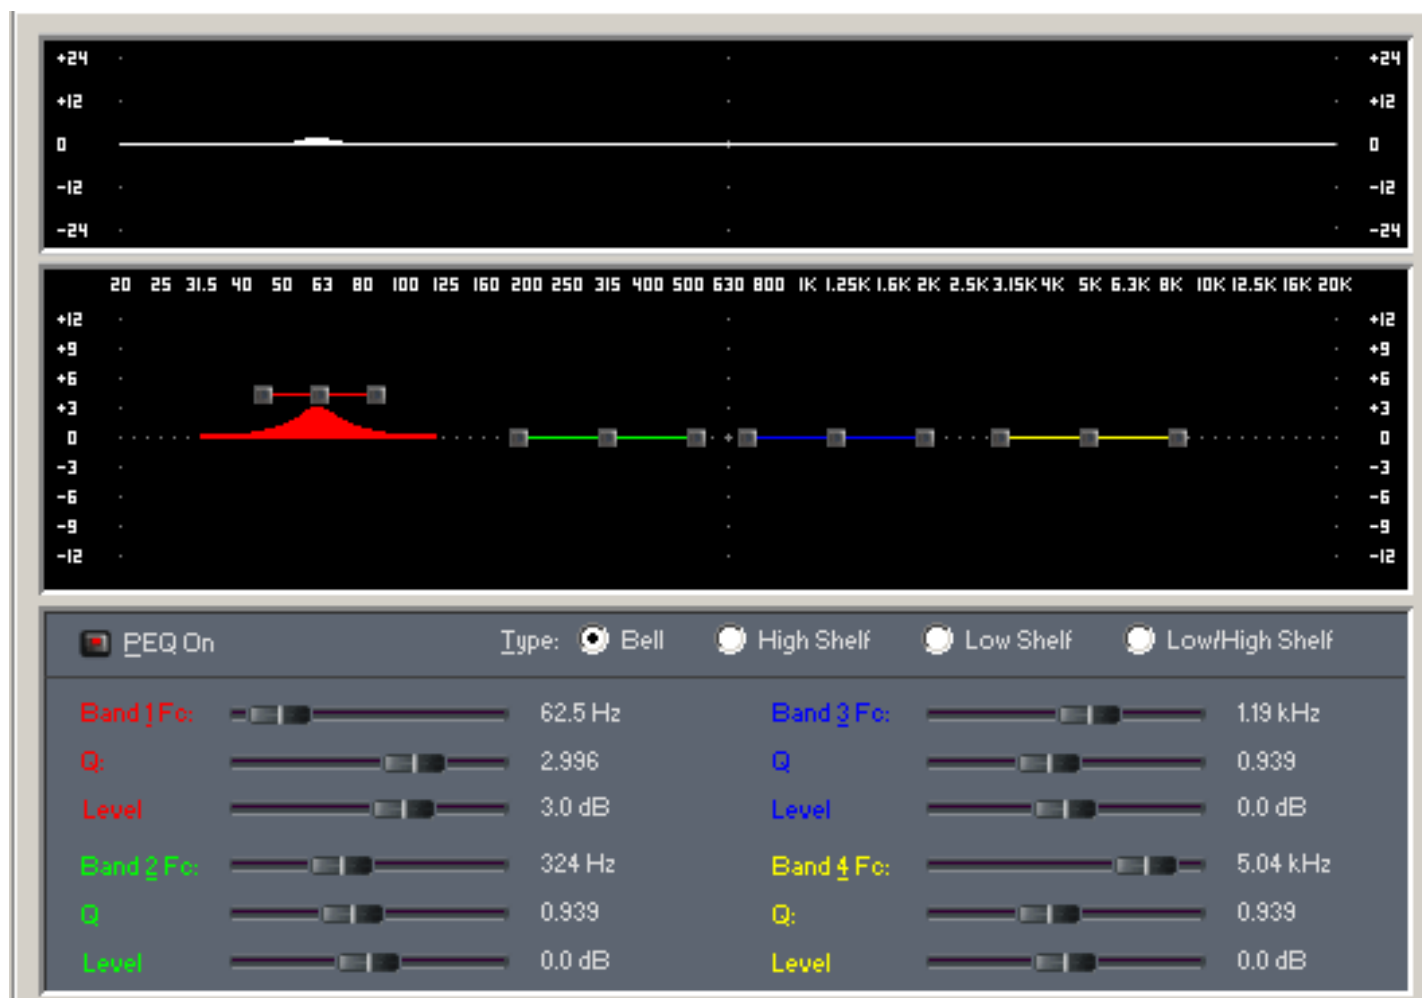 +24 +24
+12 +12
0 0
-12 -12
-24 -24
20 25 31.5 40 50 63 80 100 125 160 200 250 315 400 500 630 800 1K 1.25K 1.6K 2K 2.5K 3.15K 4K 5K 6.3K 8K 10K 12.5K 16K 20K
+12 +12
+9 +9
+6 +6
+3 +3
0 0
-3 -3
-6 -6
-9 -9
-12 -12
PEQ On Type: Bell High Shelf Low Shelf Low/High Shelf
Band 1 Fc: 62.5 Hz Band 3 Fc: 1.19 kHz
Q: 2.996 Q 0.939
Level 3.0 dB Level 0.0 dB
Band 2 Fc: 324 Hz Band 4 Fc: 5.04 kHz
Q 0.939 Q: 0.939
Level 0.0 dB Level 0.0 dB